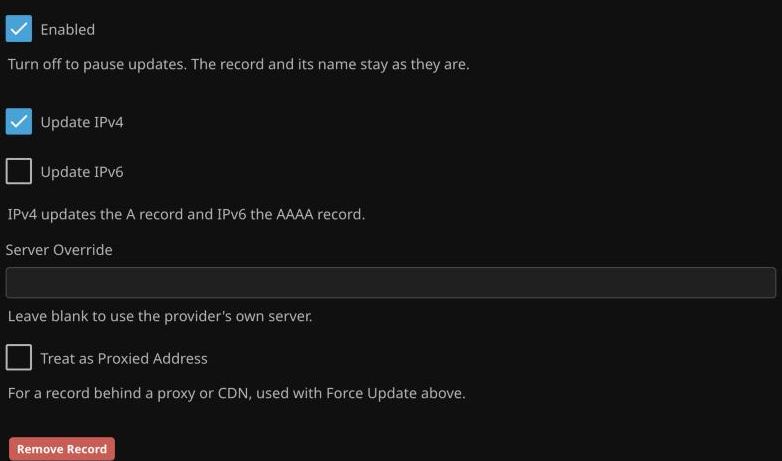 Enabled
Turn off to pause updates. The record and its name stay as they are.
Update IPv4
Update IPv6
IPv4 updates the A record and IPv6 the AAAA record.
Server Override
Leave blank to use the provider's own server.
Treat as Proxied Address
For a record behind a proxy or CDN, used with Force Update above.
Remove Record